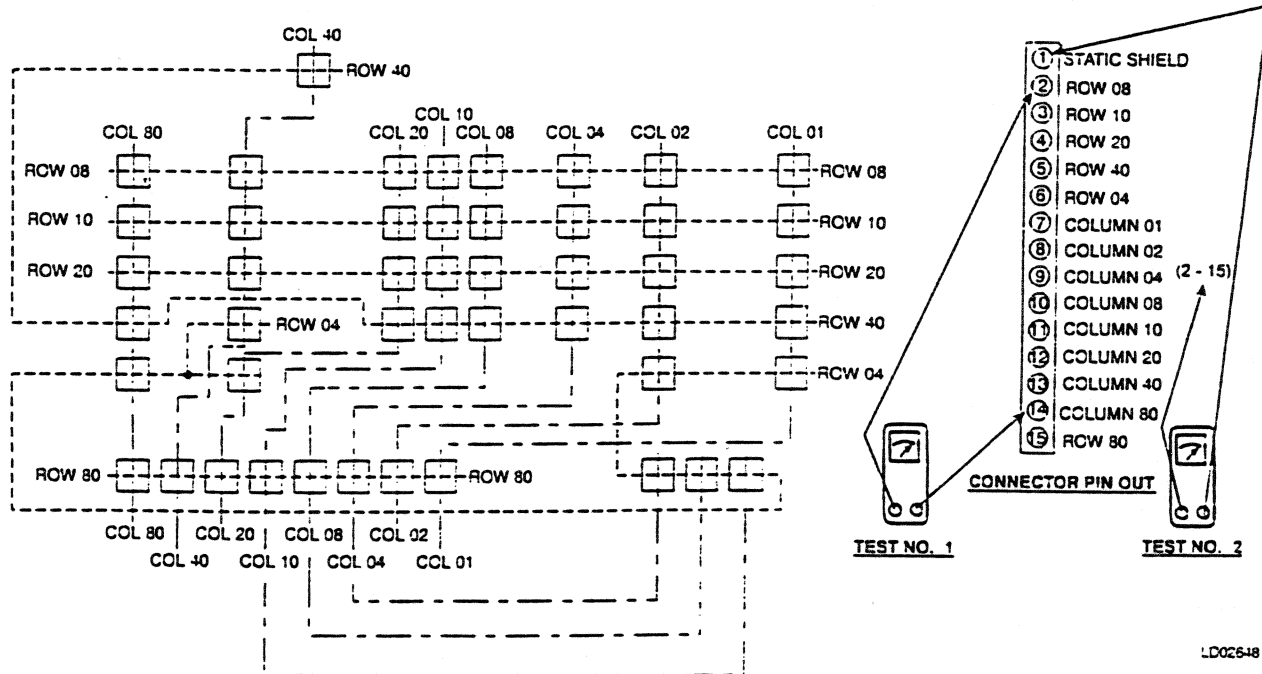 COL 40
ROW 40
COL 80
COL 20
COL 10
COL 08
COL 04
COL 02
COL 01
ROW 08
ROW 08
ROW 10
ROW 10
ROW 20
ROW 20
ROW 04
ROW 40
ROW 04
ROW 80
ROW 80
COL 80
COL 20
COL 08
COL 02
COL 40
COL 10
COL 04
COL 01
1 STATIC SHIELD
2 ROW 08
3 ROW 10
4 ROW 20
5 ROW 40
6 ROW 04
7 COLUMN 01
8 COLUMN 02
9 COLUMN 04
10 COLUMN 08
11 COLUMN 10
12 COLUMN 20
13 COLUMN 40
14 COLUMN 80
15 ROW 80
(2 - 15)
CONNECTOR PIN OUT
TEST NO. 1
TEST NO. 2
LD02648